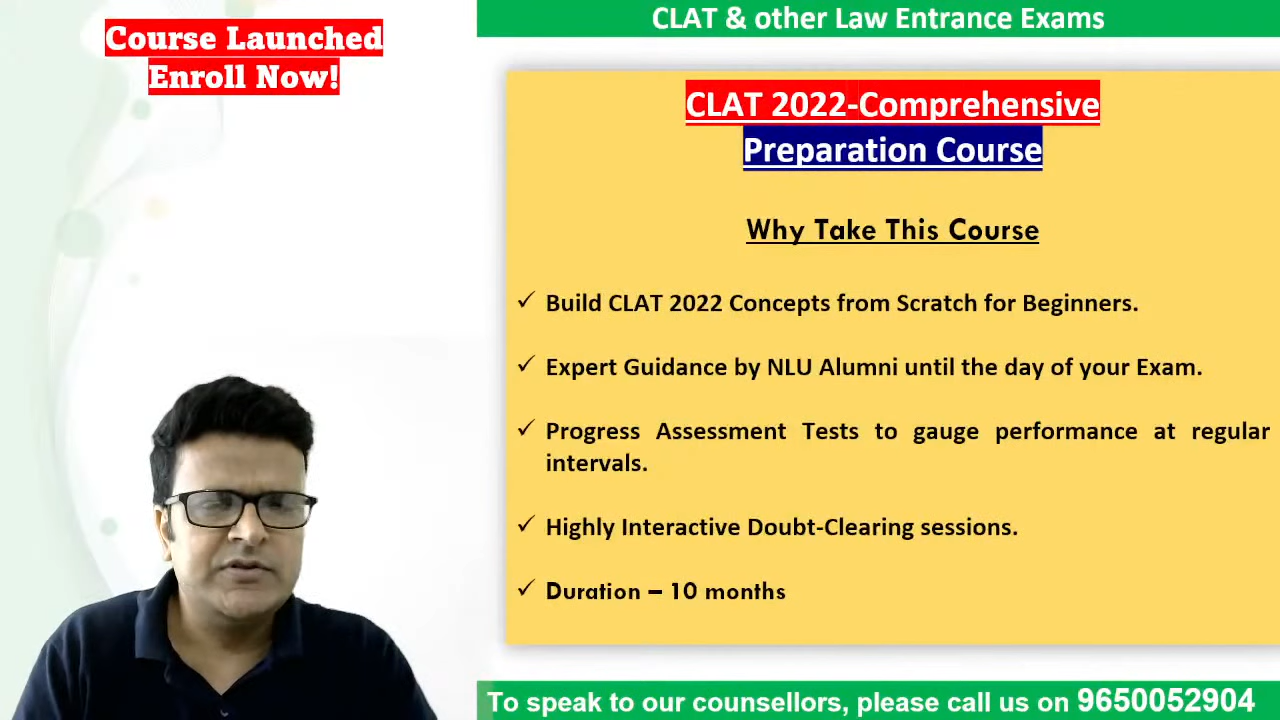 Course Launched
Enroll Now!
CLAT & other Law Entrance Exams
CLAT 2022-Comprehensive
Preparation Course
Why Take This Course
✓ Build CLAT 2022 Concepts from Scratch for Beginners.
✓ Expert Guidance by NLU Alumni until the day of your Exam.
✓ Progress Assessment Tests to gauge performance at regular
intervals.
✓ Highly Interactive Doubt-Clearing sessions.
✓ Duration – 10 months
To speak to our counsellors, please call us on 9650052904